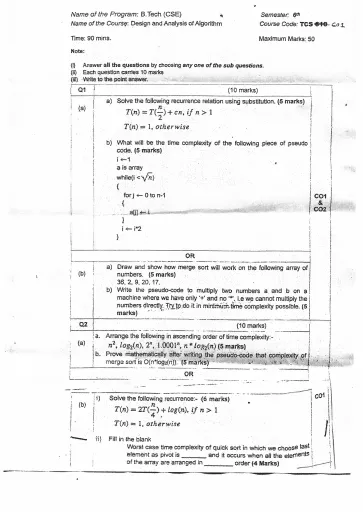 Name of the Program: B.Tech (CSE) Semester: 6th
Name of the Course: Design and Analysis of Algorithm Course Code: TCS
Time: 90 mins. Maximum Marks: 50
Note:
(i) Answer all the questions by choosing any one of the sub questions.
(ii) Each question carries 10 marks
(iii) Write to the point answer.
Q1 (10 marks)
(a) a) Solve the following recurrence relation using substitution. (5 marks)
T(n) = T(n/2) + cn, if n > 1
T(n) = 1, otherwise
b) What will be the time complexity of the following piece of pseudo
code. (5 marks)
i ←1
a is array
while(i < √n)
{
for j ← 0 to n-1
{
a[j] ← i
}
i ← i*2
}
CO1
&
CO2
OR
(b) a) Draw and show how merge sort will work on the following array of
numbers. (5 marks)
36, 2, 9, 20, 17,
b) Write the pseudo-code to multiply two numbers a and b on a
machine where we have only '+' and no '*', i.e we cannot multiply the
numbers directly. Try to do it in minimum time complexity possible. (5
marks)
Q2 (10 marks)
(a) a. Arrange the following in ascending order of time complexity:-
n², log₂(n), 2ⁿ, 1.0001ⁿ, n * log₂(n) (5 marks)
b. Prove mathematically after writing the pseudo-code that complexity of
merge sort is O(n*log₂(n)). (5 marks)
OR
(b) i) Solve the following recurrence:- (6 marks)
T(n) = 2T(n/4) + log(n), if n > 1
T(n) = 1, otherwise
CO1
ii) Fill in the blank
Worst case time complexity of quick sort in which we choose last
element as pivot is ______ and it occurs when all the elements
of the array are arranged in ______ order (4 Marks)